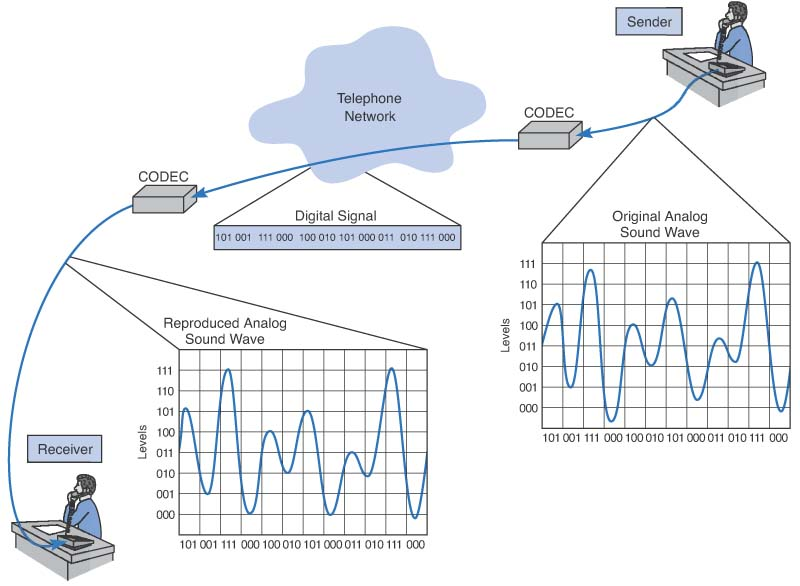 Sender
Telephone
Network
CODEC
CODEC
Digital Signal
101 001 111 000 100 010 101 000 011 010 111 000
Original Analog
Sound Wave
Levels
111
110
101
100
011
010
001
000
101 001 111 000 100 010 101 000 011 010 111 000
Reproduced Analog
Sound Wave
Levels
111
110
101
100
011
010
001
000
101 001 111 000 100 010 101 000 011 010 111 000
Receiver